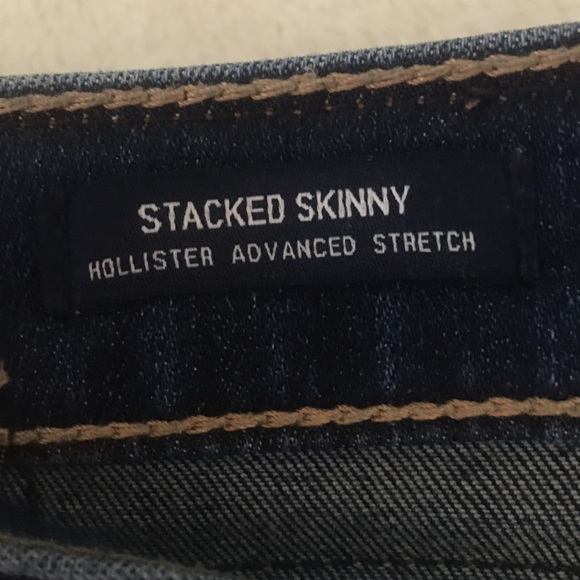 STACKED SKINNY
HOLLISTER ADVANCED STRETCH